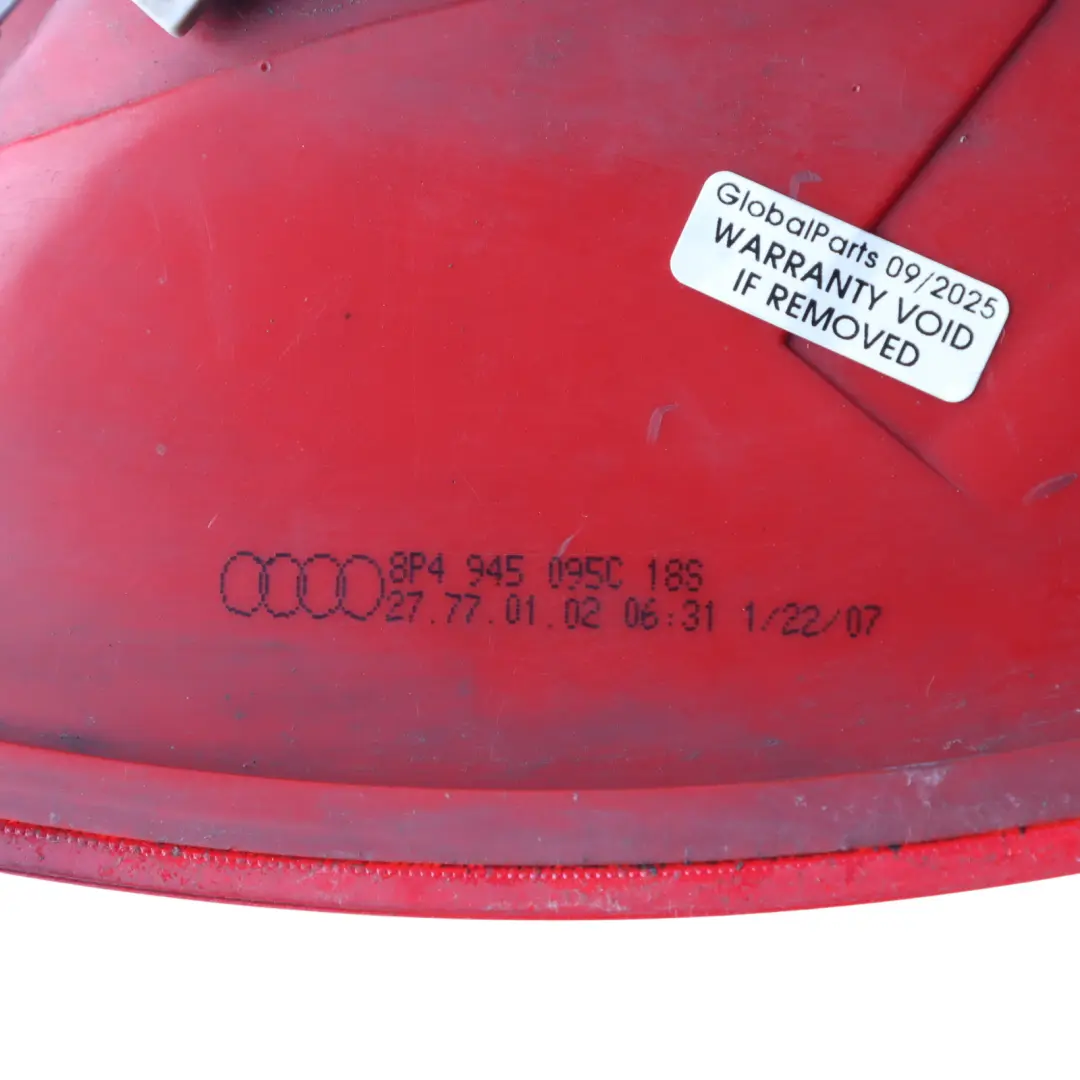 GlobalParts 09/2025
WARRANTY VOID
IF REMOVED
8P4 945 095C 18S
27.77.01.02 06:31 1/22/07